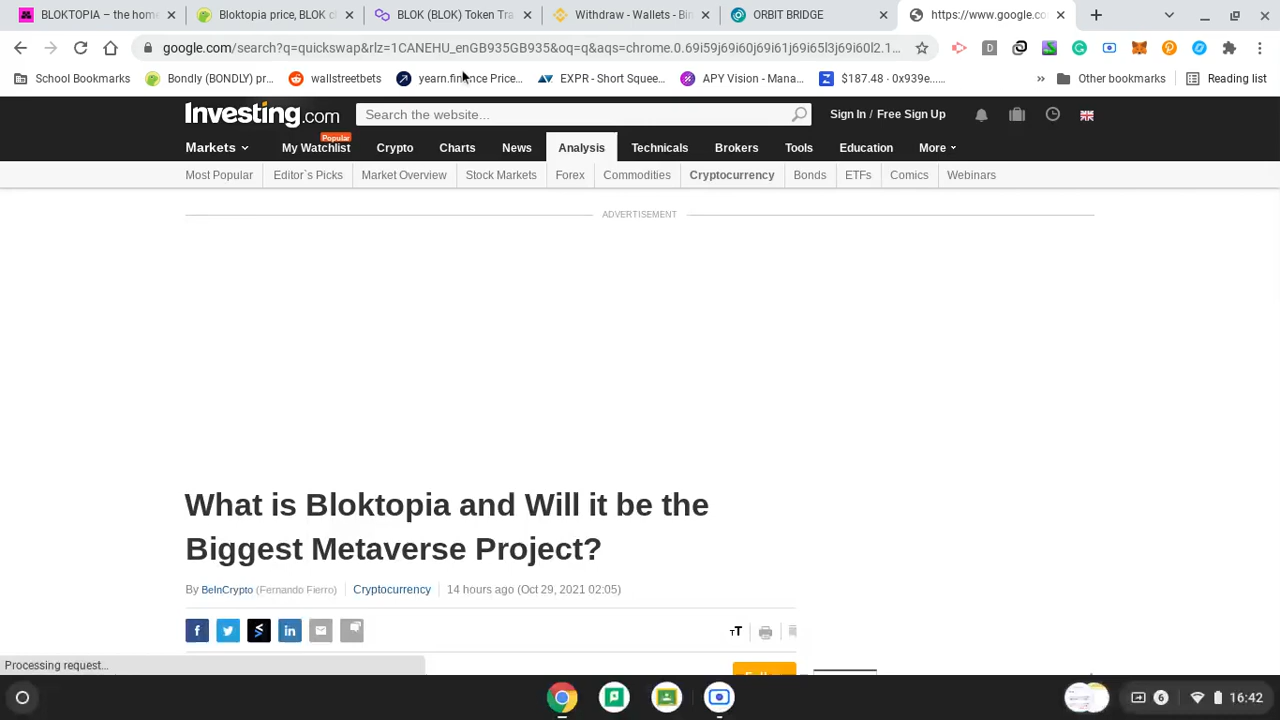 BLOKTOPIA – the home
Bloktopia price, BLOK c
BLOK (BLOK) Token Tra
Withdraw - Wallets - Bin
ORBIT BRIDGE
https://www.google.co
google.com/search?q=quickswap&rlz=1CANEHU_enGB935GB935&oq=q&aqs=chrome.0.69i59j69i60j69i61j69i65l3j69i60l2.1...
School Bookmarks
Bondly (BONDLY) pr...
wallstreetbets
yearn.finance Price...
EXPR - Short Squee...
APY Vision - Mana...
$187.48 · 0x939e...
»
Other bookmarks
Reading list
Investing.com
Search the website...
Sign In / Free Sign Up
Popular
Markets
My Watchlist
Crypto
Charts
News
Analysis
Technicals
Brokers
Tools
Education
More
Most Popular
Editor`s Picks
Market Overview
Stock Markets
Forex
Commodities
Cryptocurrency
Bonds
ETFs
Comics
Webinars
ADVERTISEMENT
What is Bloktopia and Will it be the
Biggest Metaverse Project?
By BeInCrypto (Fernando Fierro)
Cryptocurrency
14 hours ago (Oct 29, 2021 02:05)
Processing request...
6
16:42